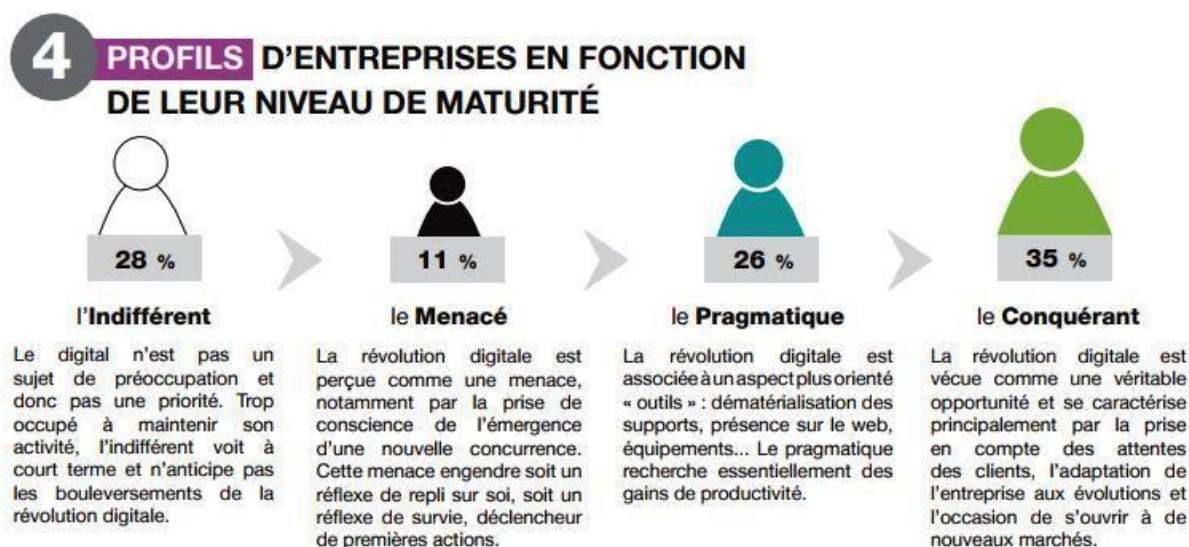 4 PROFILS D’ENTREPRISES EN FONCTION
DE LEUR NIVEAU DE MATURITÉ
28 %
l’Indifférent
Le digital n’est pas un
sujet de préoccupation et
donc pas une priorité. Trop
occupé à maintenir son
activité, l’indifférent voit à
court terme et n’anticipe pas
les bouleversements de la
révolution digitale.
11 %
le Menacé
La révolution digitale est
perçue comme une menace,
notamment par la prise de
conscience de l’émergence
d’une nouvelle concurrence.
Cette menace engendre soit un
réflexe de repli sur soi, soit un
réflexe de survie, déclencheur
de premières actions.
26 %
le Pragmatique
La révolution digitale est
associée à un aspect plus orienté
« outils » : dématérialisation des
supports, présence sur le web,
équipements... Le pragmatique
recherche essentiellement des
gains de productivité.
35 %
le Conquérant
La révolution digitale est
vécue comme une véritable
opportunité et se caractérise
principalement par la prise
en compte des attentes
des clients, l’adaptation de
l’entreprise aux évolutions et
l’occasion de s’ouvrir à de
nouveaux marchés.